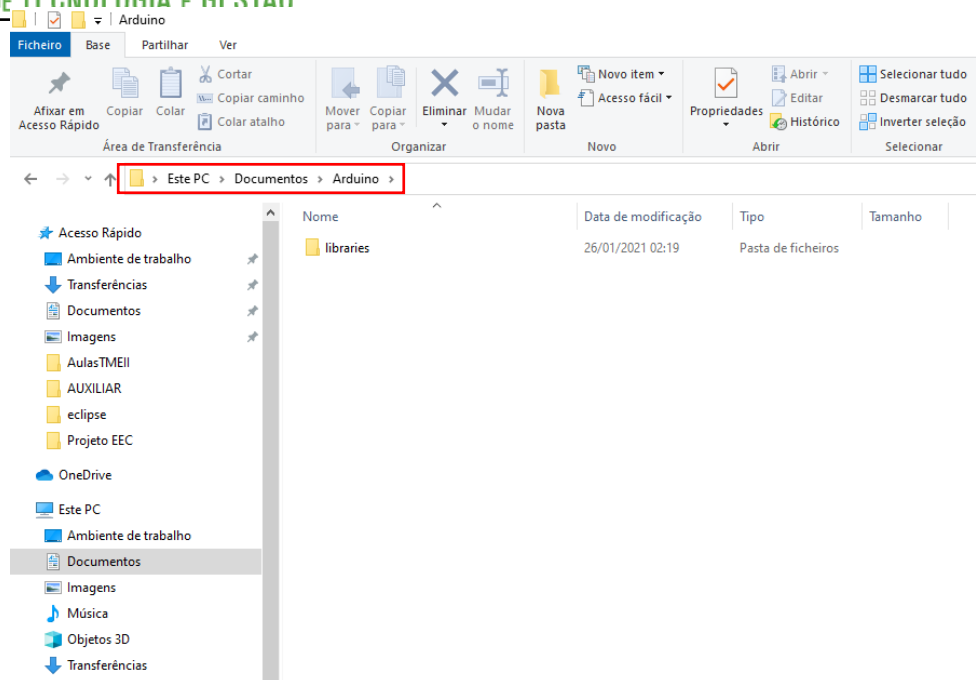 DE TECNOLOGIA E GESTÃO
Arduino
Ficheiro Base Partilhar Ver
Afixar em Acesso Rápido
Copiar
Colar
Cortar
Copiar caminho
Colar atalho
Área de Transferência
Mover para
Copiar para
Eliminar
Mudar o nome
Organizar
Nova pasta
Novo item
Acesso fácil
Novo
Propriedades
Abrir
Editar
Histórico
Abrir
Selecionar tudo
Desmarcar tudo
Inverter seleção
Selecionar
Este PC > Documentos > Arduino >
Nome Data de modificação Tipo Tamanho
libraries 26/01/2021 02:19 Pasta de ficheiros
Acesso Rápido
Ambiente de trabalho
Transferências
Documentos
Imagens
AulasTMEII
AUXILIAR
eclipse
Projeto EEC
OneDrive
Este PC
Ambiente de trabalho
Documentos
Imagens
Música
Objetos 3D
Transferências